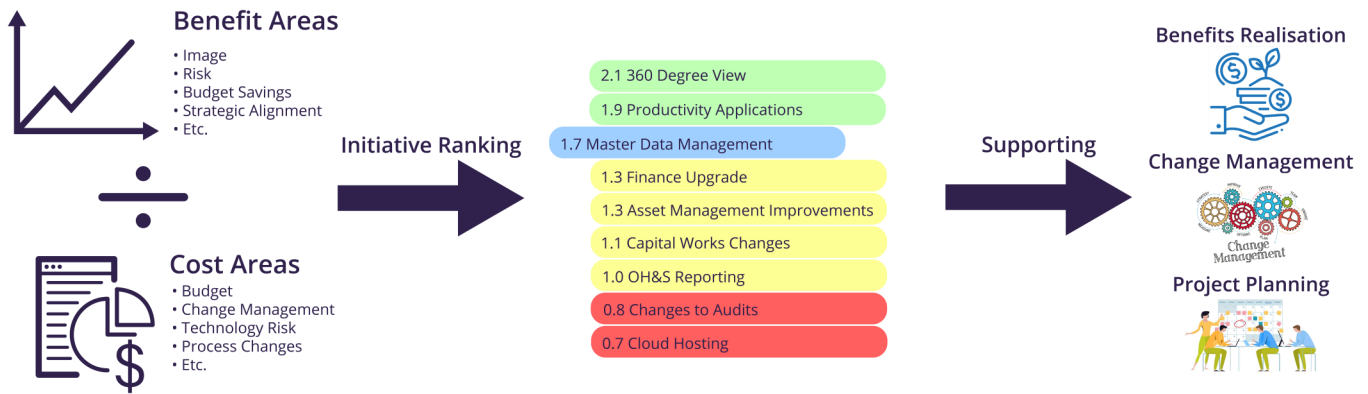 Benefit Areas
• Image
• Risk
• Budget Savings
• Strategic Alignment
• Etc.
Cost Areas
• Budget
• Change Management
• Technology Risk
• Process Changes
• Etc.
$
Initiative Ranking
2.1 360 Degree View
1.9 Productivity Applications
1.7 Master Data Management
1.3 Finance Upgrade
1.3 Asset Management Improvements
1.1 Capital Works Changes
1.0 OH&S Reporting
0.8 Changes to Audits
0.7 Cloud Hosting
Supporting
Benefits Realisation
$
$
Change Management
Change
Management
Project Planning